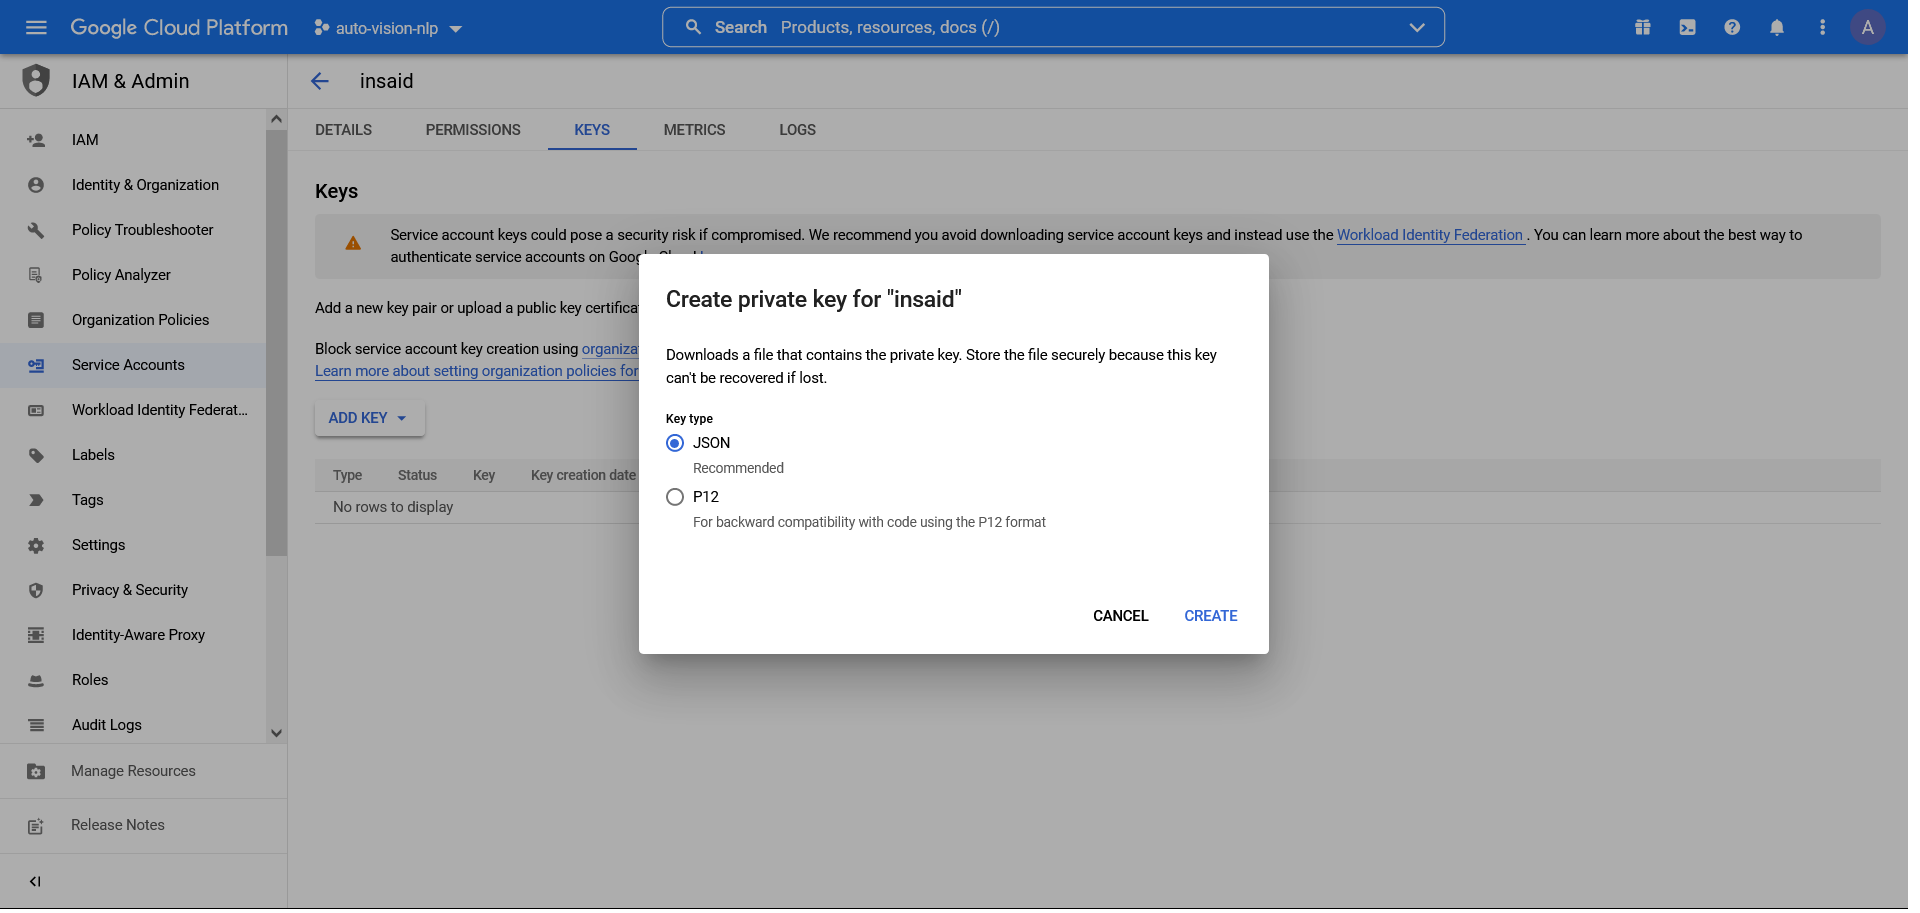 Google Cloud Platform
auto-vision-nlp
Search Products, resources, docs (/)
A
IAM & Admin
insaid
DETAILS PERMISSIONS KEYS METRICS LOGS
IAM
Identity & Organization
Policy Troubleshooter
Policy Analyzer
Organization Policies
Service Accounts
Workload Identity Federat...
Labels
Tags
Settings
Privacy & Security
Identity-Aware Proxy
Roles
Audit Logs
Manage Resources
Release Notes
Keys
Service account keys could pose a security risk if compromised. We recommend you avoid downloading service account keys and instead use the Workload Identity Federation . You can learn more about the best way to
authenticate service accounts on Google Cloud
Add a new key pair or upload a public key certifica
Block service account key creation using organiza
Learn more about setting organization policies for
ADD KEY
Type Status Key Key creation date
No rows to display
Create private key for "insaid"
Downloads a file that contains the private key. Store the file securely because this key
can't be recovered if lost.
Key type
JSON
Recommended
P12
For backward compatibility with code using the P12 format
CANCEL CREATE